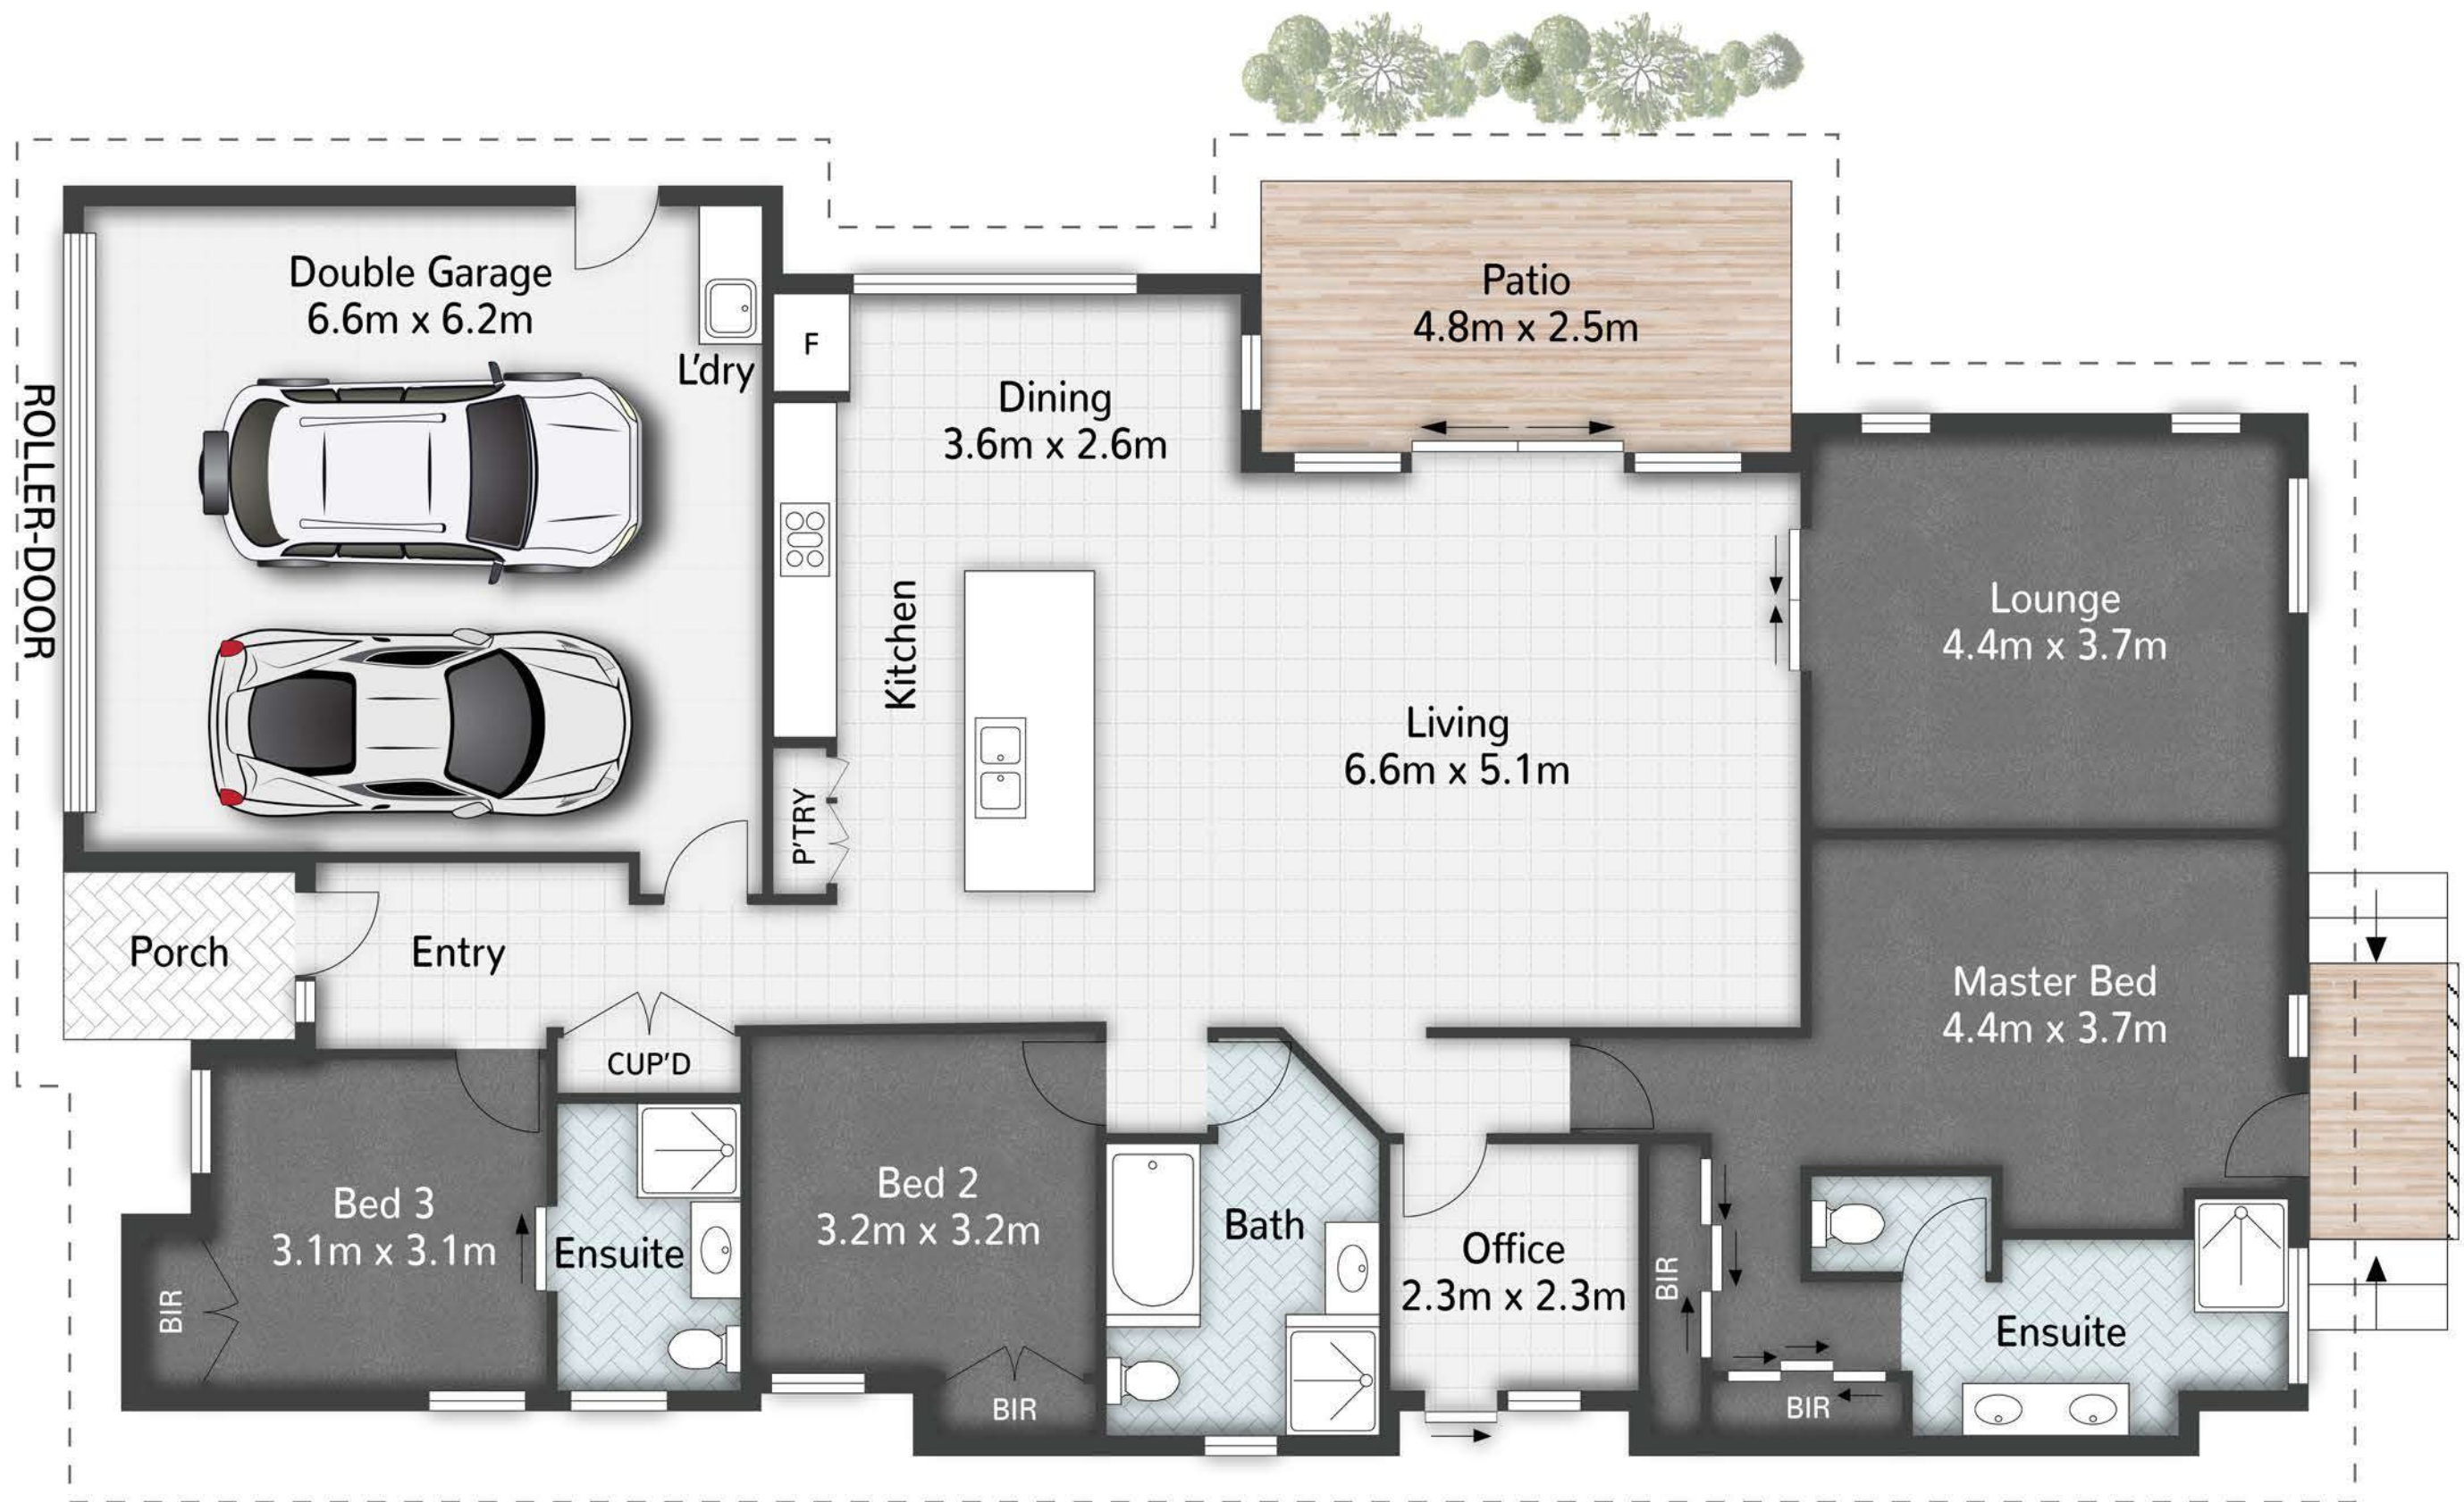 Double Garage
6.6m x 6.2m
L'dry
ROLLER-DOOR
F
Dining
3.6m x 2.6m
Patio
4.8m x 2.5m
Kitchen
P'TRY
Living
6.6m x 5.1m
Lounge
4.4m x 3.7m
Porch
Entry
Master Bed
4.4m x 3.7m
CUP'D
Bed 3
3.1m x 3.1m
BIR
Ensuite
Bed 2
3.2m x 3.2m
BIR
Bath
Office
2.3m x 2.3m
BIR
BIR
Ensuite